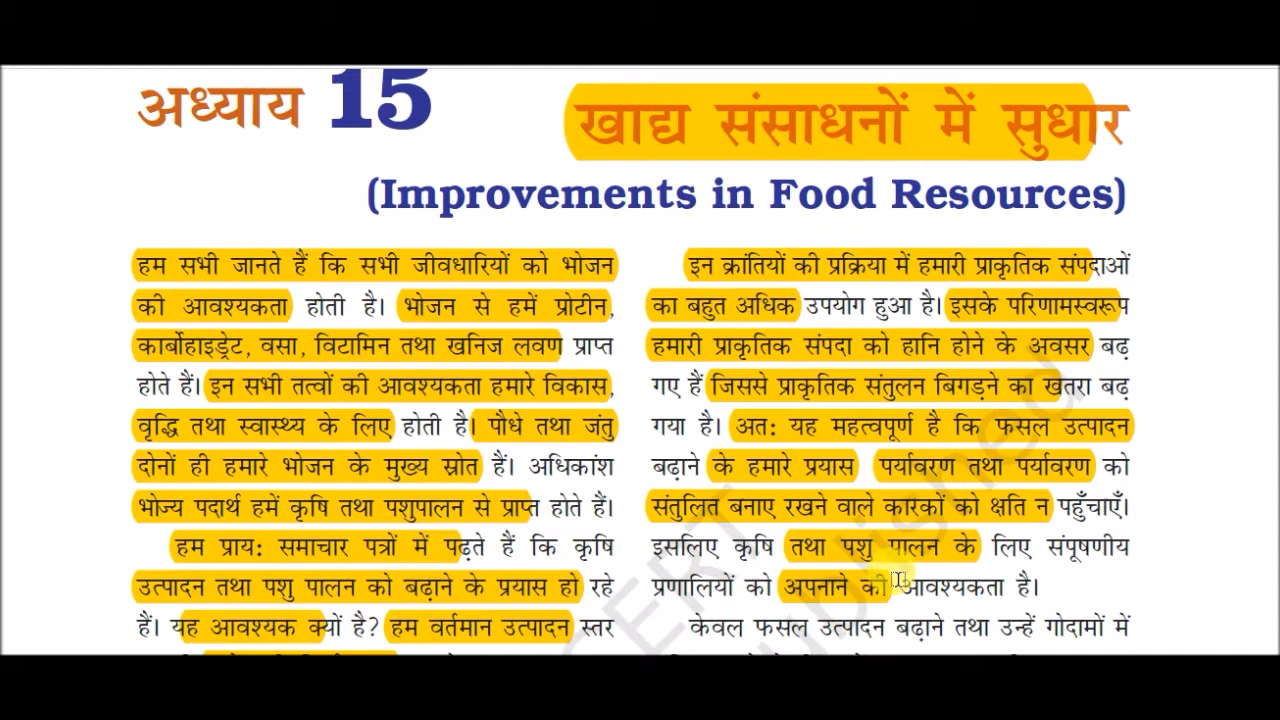 अध्याय 15
खाद्य संसाधनों में सुधार
(Improvements in Food Resources)
हम सभी जानते हैं कि सभी जीवधारियों को भोजन
की आवश्यकता होती है। भोजन से हमें प्रोटीन,
कार्बोहाइड्रेट, वसा, विटामिन तथा खनिज लवण प्राप्त
होते हैं। इन सभी तत्वों की आवश्यकता हमारे विकास,
वृद्धि तथा स्वास्थ्य के लिए होती है। पौधे तथा जंतु
दोनों ही हमारे भोजन के मुख्य स्रोत हैं। अधिकांश
भोज्य पदार्थ हमें कृषि तथा पशुपालन से प्राप्त होते हैं।
हम प्राय: समाचार पत्रों में पढ़ते हैं कि कृषि
उत्पादन तथा पशु पालन को बढ़ाने के प्रयास हो रहे
हैं। यह आवश्यक क्यों है? हम वर्तमान उत्पादन स्तर
इन क्रांतियों की प्रक्रिया में हमारी प्राकृतिक संपदाओं
का बहुत अधिक उपयोग हुआ है। इसके परिणामस्वरूप
हमारी प्राकृतिक संपदा को हानि होने के अवसर बढ़
गए हैं जिससे प्राकृतिक संतुलन बिगड़ने का खतरा बढ़
गया है। अत: यह महत्वपूर्ण है कि फसल उत्पादन
बढ़ाने के हमारे प्रयास पर्यावरण तथा पर्यावरण को
संतुलित बनाए रखने वाले कारकों को क्षति न पहुँचाएँ।
इसलिए कृषि तथा पशु पालन के लिए संपूषणीय
प्रणालियों को अपनाने की आवश्यकता है।
केवल फसल उत्पादन बढ़ाने तथा उन्हें गोदामों में